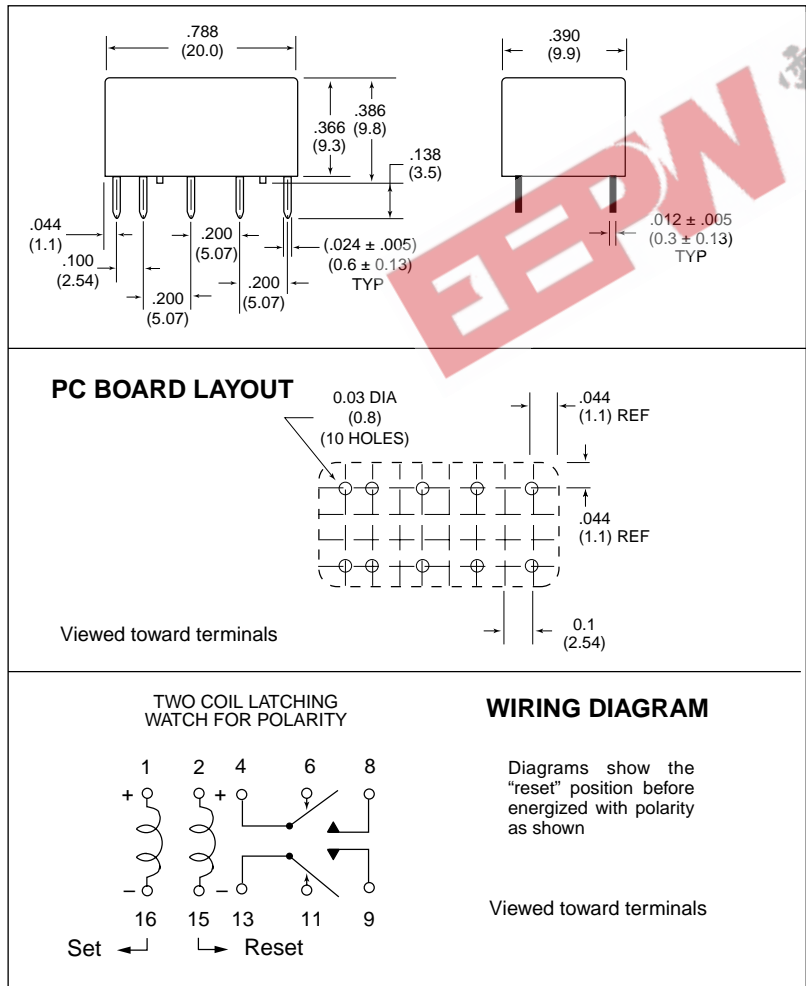 .788
(20.0)
.390
(9.9)
.366
(9.3)
.386
(9.8)
.138
(3.5)
.044
(1.1)
.100
(2.54)
.200
(5.07)
.200
(5.07)
.200
(5.07)
(.024 ± .005)
(0.6 ± 0.13)
TYP
.012 ± .005
(0.3 ± 0.13)
TYP
EEPW
PC BOARD LAYOUT
0.03 DIA
(0.8)
(10 HOLES)
.044
(1.1) REF
.044
(1.1) REF
0.1
(2.54)
Viewed toward terminals
TWO COIL LATCHING
WATCH FOR POLARITY
1 2 4 6 8
+ +
– –
16 15 13 11 9
Set Reset
WIRING DIAGRAM
Diagrams show the
“reset” position before
energized with polarity
as shown
Viewed toward terminals